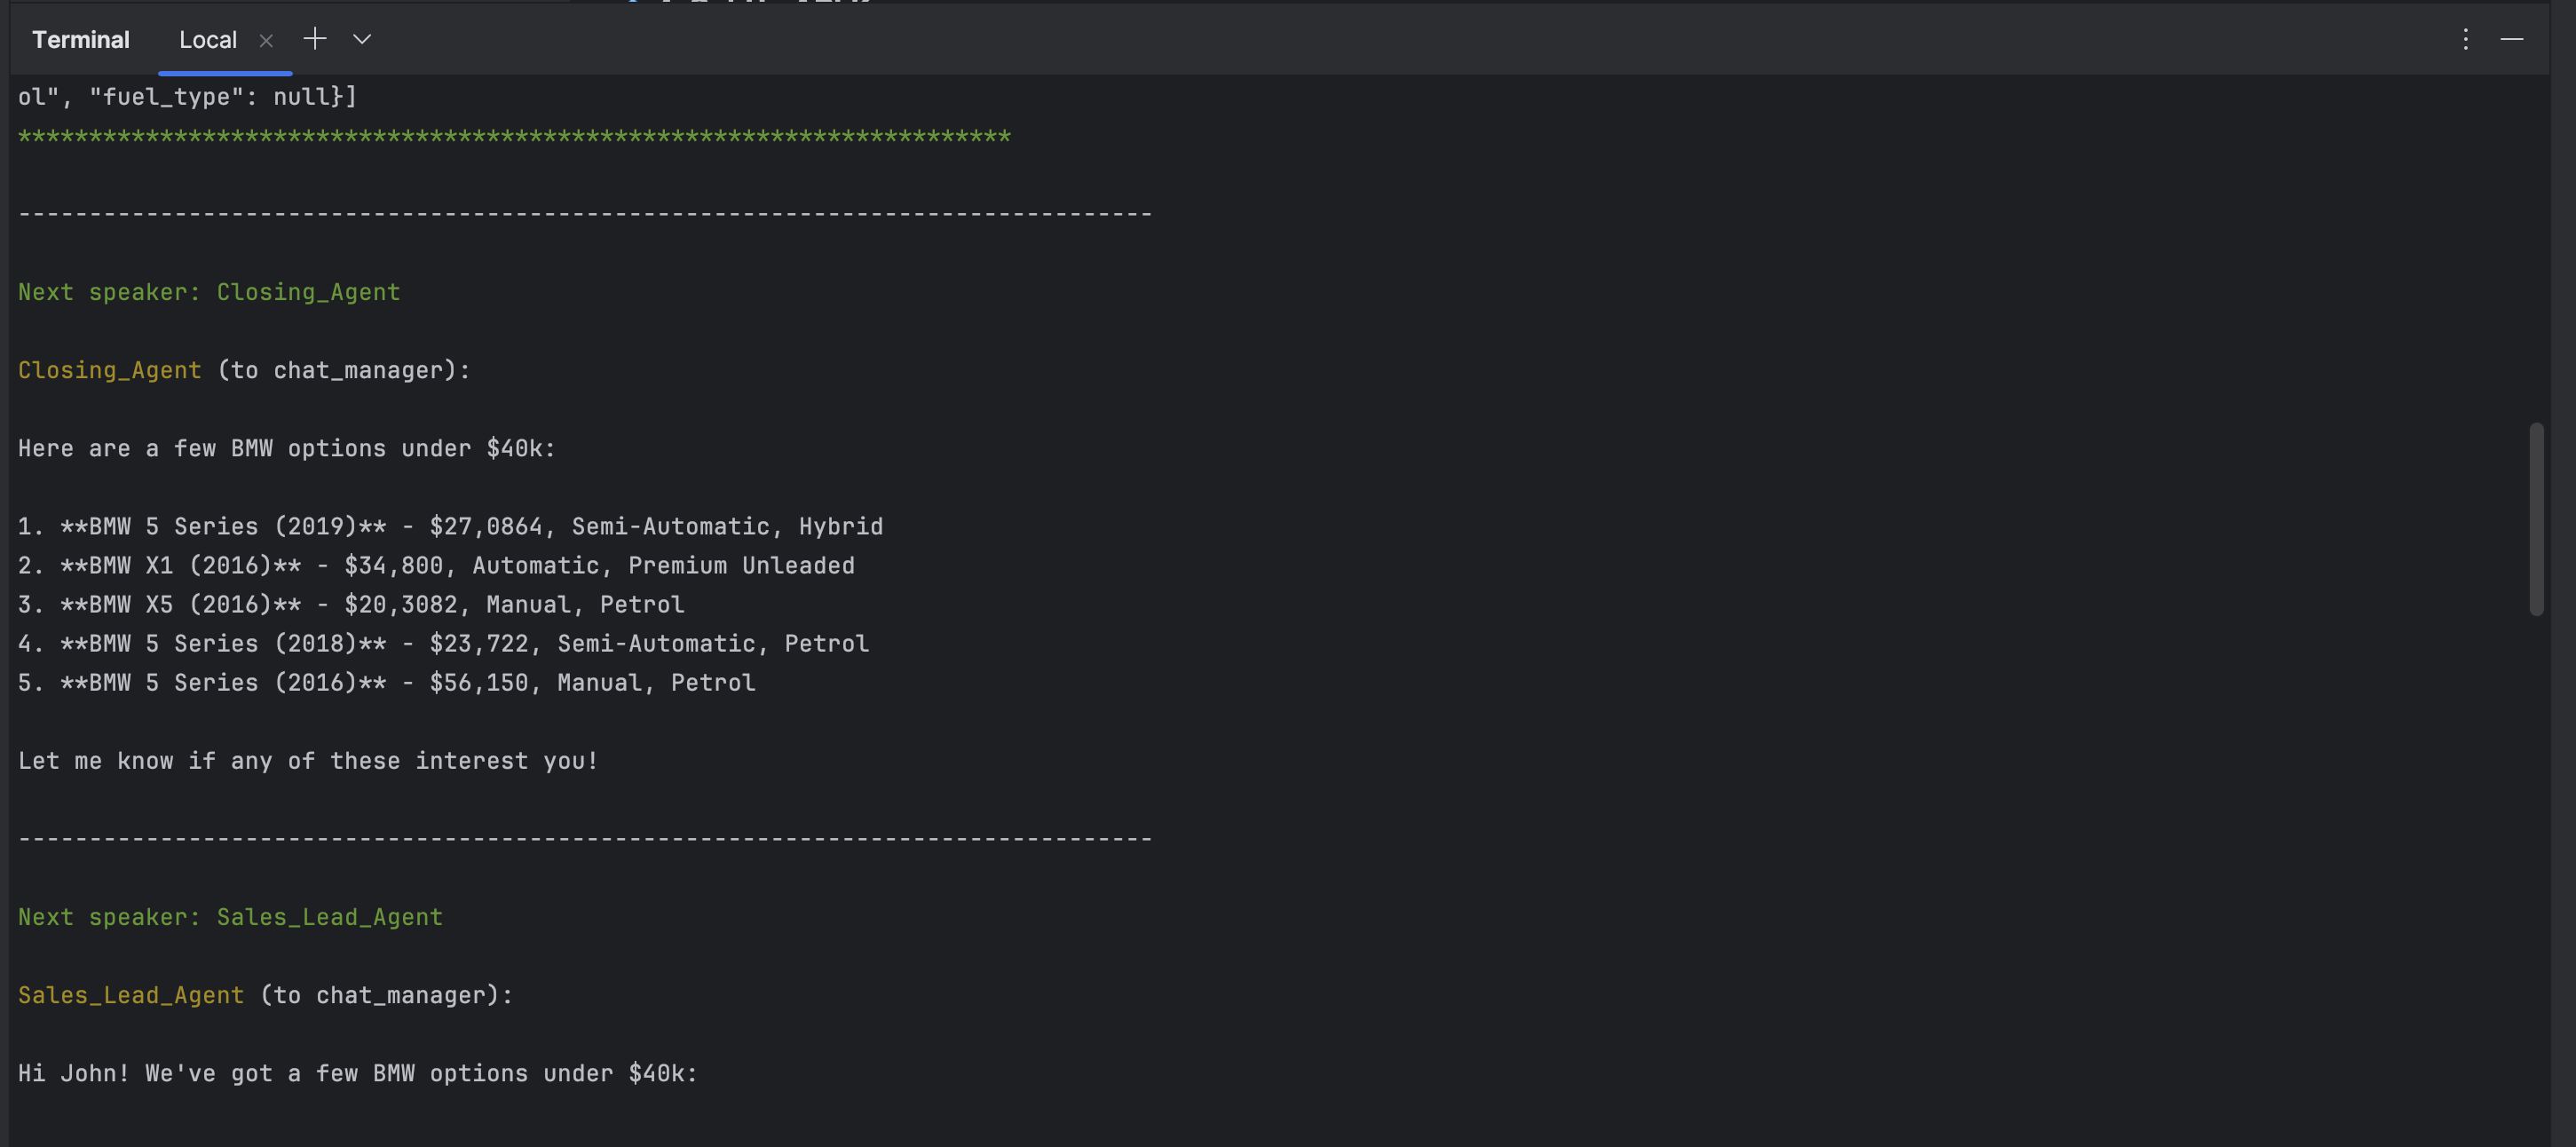 Terminal Local
ol", "fuel_type": null}]
**********************************************************************
--------------------------------------------------------------------------------
Next speaker: Closing_Agent
Closing_Agent (to chat_manager):
Here are a few BMW options under $40k:
1. **BMW 5 Series (2019)** - $27,0864, Semi-Automatic, Hybrid
2. **BMW X1 (2016)** - $34,800, Automatic, Premium Unleaded
3. **BMW X5 (2016)** - $20,3082, Manual, Petrol
4. **BMW 5 Series (2018)** - $23,722, Semi-Automatic, Petrol
5. **BMW 5 Series (2016)** - $56,150, Manual, Petrol
Let me know if any of these interest you!
--------------------------------------------------------------------------------
Next speaker: Sales_Lead_Agent
Sales_Lead_Agent (to chat_manager):
Hi John! We've got a few BMW options under $40k: